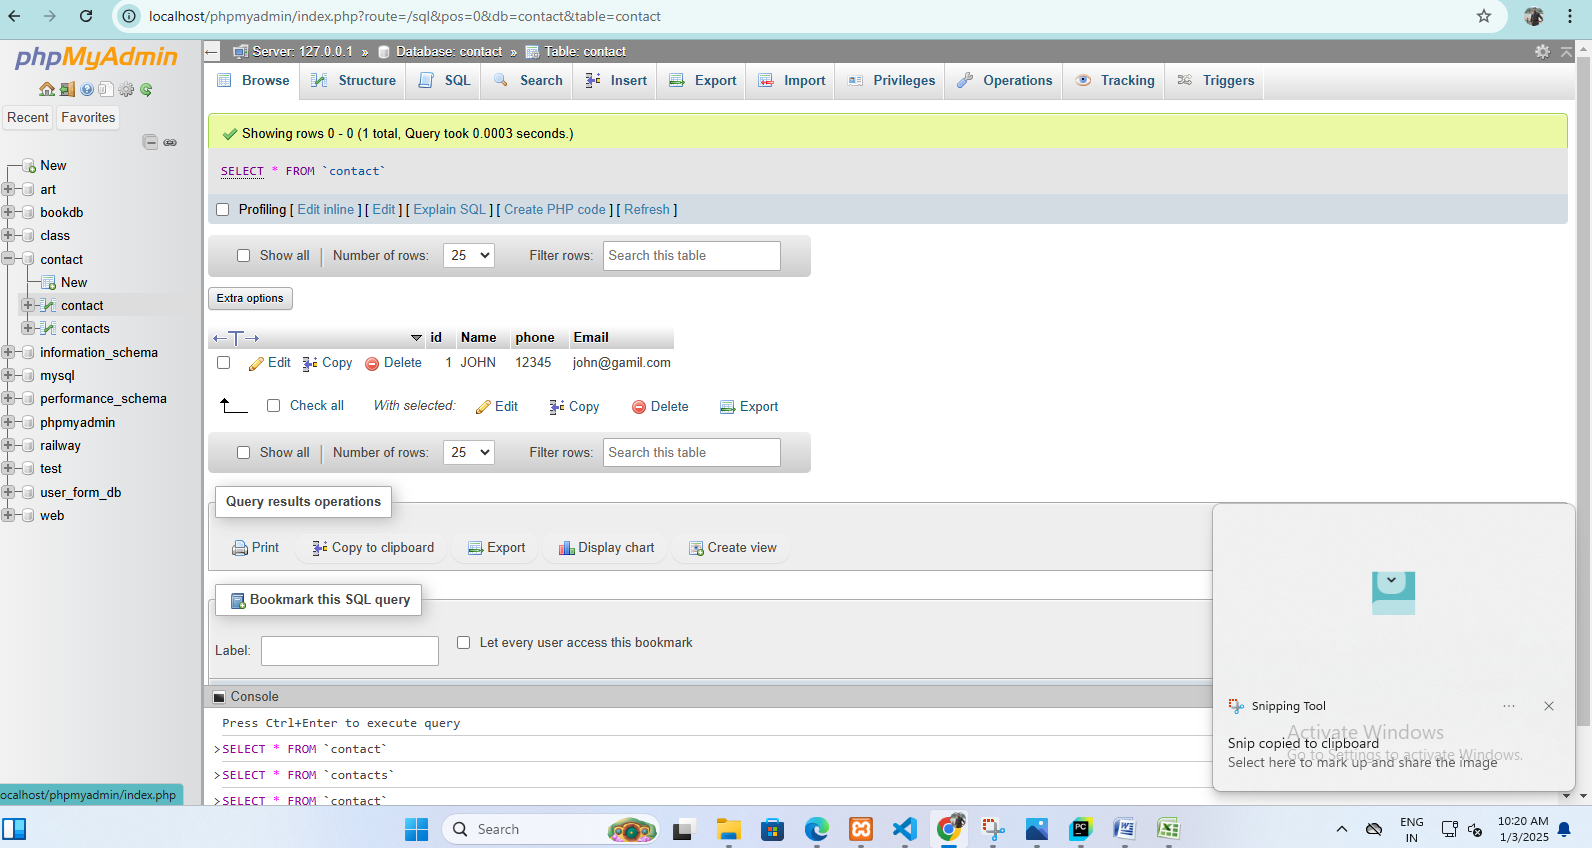 localhost/phpmyadmin/index.php?route=/sql&pos=0&db=contact&table=contact
phpMyAdmin
Recent Favorites
New
art
bookdb
class
contact
New
contact
contacts
information_schema
mysql
performance_schema
phpmyadmin
railway
test
user_form_db
web
Server: 127.0.0.1 » Database: contact » Table: contact
Browse Structure SQL Search Insert Export Import Privileges Operations Tracking Triggers
Showing rows 0 - 0 (1 total, Query took 0.0003 seconds.)
SELECT * FROM `contact`
Profiling [ Edit inline ] [ Edit ] [ Explain SQL ] [ Create PHP code ] [ Refresh ]
Show all Number of rows: 25 Filter rows: Search this table
Extra options
←T→ id Name phone Email
Edit Copy Delete 1 JOHN 12345 john@gamil.com
Check all With selected: Edit Copy Delete Export
Show all Number of rows: 25 Filter rows: Search this table
Query results operations
Print Copy to clipboard Export Display chart Create view
Bookmark this SQL query
Label: Let every user access this bookmark
Console
Press Ctrl+Enter to execute query
>SELECT * FROM `contact`
>SELECT * FROM `contacts`
>SELECT * FROM `contact`
Snipping Tool
Activate Windows
Snip copied to clipboard
Go to Settings to activate Windows.
Select here to mark up and share the image
ocalhost/phpmyadmin/index.php
Search
PC
ENG
IN
10:20 AM
1/3/2025